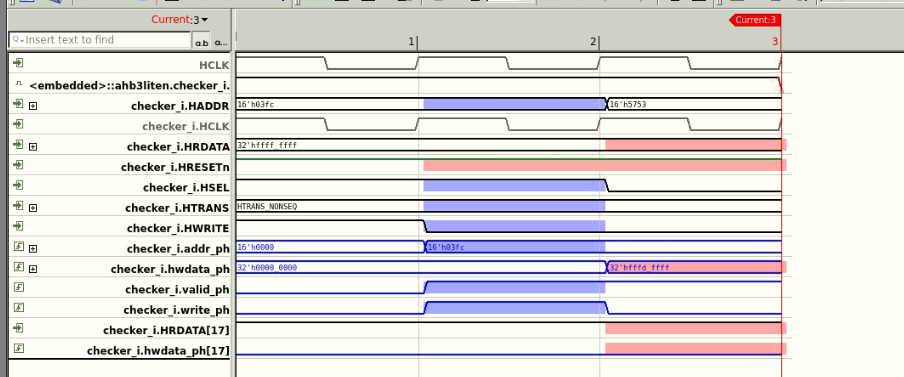 Current:3
Current:3
Insert text to find
a.b
a...
1
2
3
HCLK
<embedded>::ahb3liten.checker_i.
checker_i.HADDR
16'h03fc
16'h5753
checker_i.HCLK
checker_i.HRDATA
32'hffff_ffff
checker_i.HRESETn
checker_i.HSEL
checker_i.HTRANS
HTRANS_NONSEQ
checker_i.HWRITE
checker_i.addr_ph
16'h0000
16'h03fc
checker_i.hwdata_ph
32'h0000_0000
32'hfffd_ffff
checker_i.valid_ph
checker_i.write_ph
checker_i.HRDATA[17]
checker_i.hwdata_ph[17]